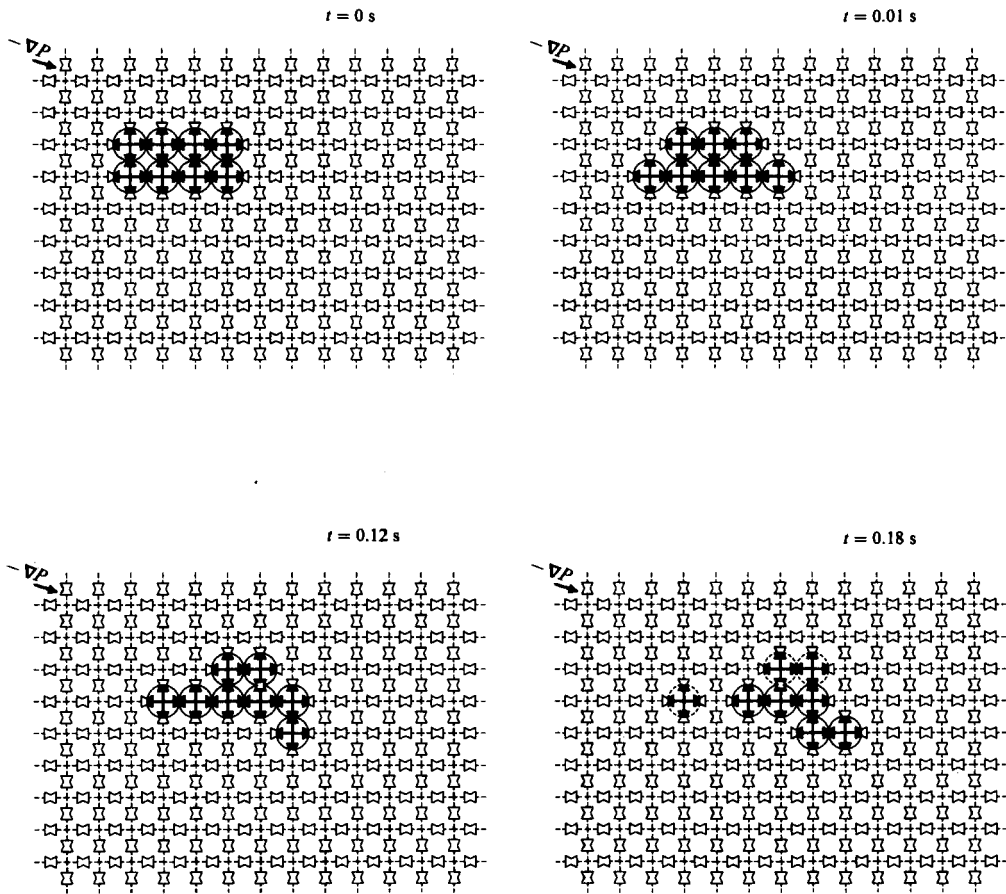 t = 0 s
t = 0.01 s
− ∇P
− ∇P
t = 0.12 s
t = 0.18 s
− ∇P
− ∇P